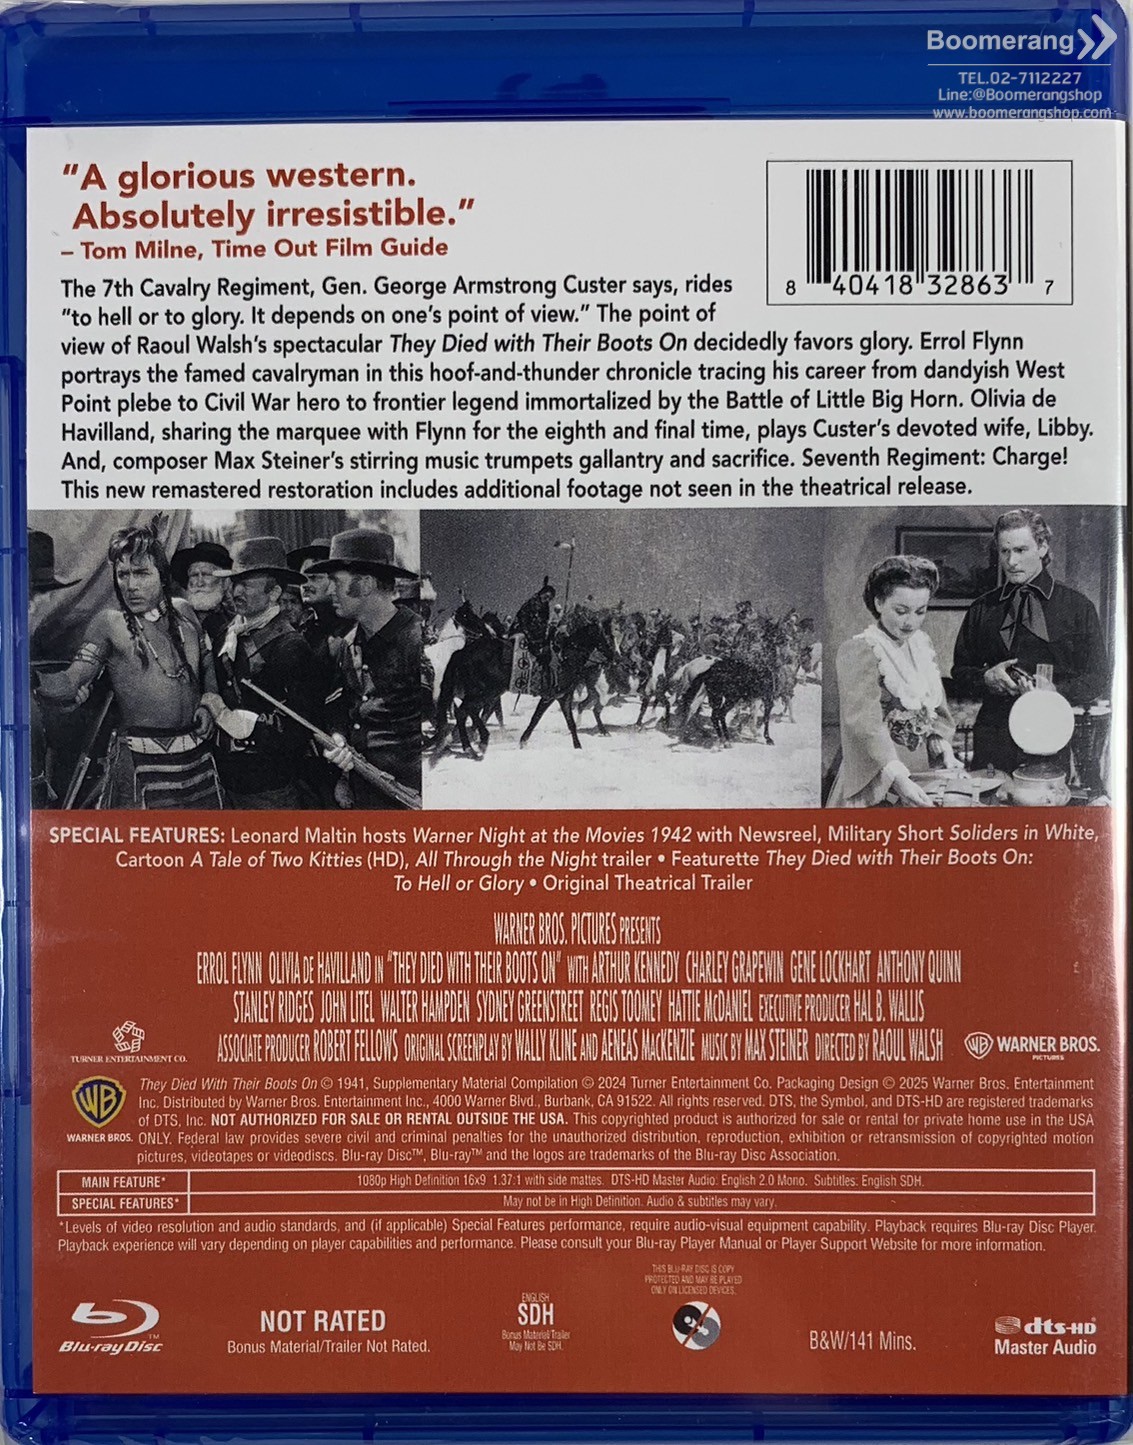 Boomerang
TEL.02-7112227
Line:@Boomerangshop
www.boomerangshop.com
"A glorious western.
Absolutely irresistible."
– Tom Milne, Time Out Film Guide
8 40418 32863 7
The 7th Cavalry Regiment, Gen. George Armstrong Custer says, rides
"to hell or to glory. It depends on one's point of view." The point of
view of Raoul Walsh's spectacular They Died with Their Boots On decidedly favors glory. Errol Flynn
portrays the famed cavalryman in this hoof-and-thunder chronicle tracing his career from dandyish West
Point plebe to Civil War hero to frontier legend immortalized by the Battle of Little Big Horn. Olivia de
Havilland, sharing the marquee with Flynn for the eighth and final time, plays Custer's devoted wife, Libby.
And, composer Max Steiner's stirring music trumpets gallantry and sacrifice. Seventh Regiment: Charge!
This new remastered restoration includes additional footage not seen in the theatrical release.
SPECIAL FEATURES: Leonard Maltin hosts Warner Night at the Movies 1942 with Newsreel, Military Short Soliders in White,
Cartoon A Tale of Two Kitties (HD), All Through the Night trailer • Featurette They Died with Their Boots On:
To Hell or Glory • Original Theatrical Trailer
WARNER BROS. PICTURES PRESENTS
ERROL FLYNN OLIVIA DE HAVILLAND IN "THEY DIED WITH THEIR BOOTS ON" WITH ARTHUR KENNEDY CHARLEY GRAPEWIN GENE LOCKHART ANTHONY QUINN
STANLEY RIDGES JOHN LITEL WALTER HAMPDEN SYDNEY GREENSTREET REGIS TOOMEY HATTIE McDANIEL EXECUTIVE PRODUCER HAL B. WALLIS
ASSOCIATE PRODUCER ROBERT FELLOWS ORIGINAL SCREENPLAY BY WALLY KLINE AND AENEAS MacKENZIE MUSIC BY MAX STEINER DIRECTED BY RAOUL WALSH
TURNER ENTERTAINMENT CO.
WB WARNER BROS.
PICTURES
WB
WARNER BROS.
They Died With Their Boots On © 1941, Supplementary Material Compilation © 2024 Turner Entertainment Co. Packaging Design © 2025 Warner Bros. Entertainment
Inc. Distributed by Warner Bros. Entertainment Inc., 4000 Warner Blvd., Burbank, CA 91522. All rights reserved. DTS, the Symbol, and DTS-HD are registered trademarks
of DTS, Inc. NOT AUTHORIZED FOR SALE OR RENTAL OUTSIDE THE USA. This copyrighted product is authorized for sale or rental for private home use in the USA
ONLY. Federal law provides severe civil and criminal penalties for the unauthorized distribution, reproduction, exhibition or retransmission of copyrighted motion
pictures, videotapes or videodiscs. Blu-ray Disc™, Blu-ray™ and the logos are trademarks of the Blu-ray Disc Association.
MAIN FEATURE* 1080p High Definition 16x9 1.37:1 with side mattes. DTS-HD Master Audio: English 2.0 Mono. Subtitles: English SDH.
SPECIAL FEATURES* May not be in High Definition. Audio & subtitles may vary.
*Levels of video resolution and audio standards, and (if applicable) Special Features performance, require audio-visual equipment capability. Playback requires Blu-ray Disc Player.
Playback experience will vary depending on player capabilities and performance. Please consult your Blu-ray Player Manual or Player Support Website for more information.
Blu-ray Disc™
NOT RATED
Bonus Material/Trailer Not Rated.
ENGLISH
SDH
Bonus Material/Trailer
May Not Be SDH.
THIS BLU-RAY DISC IS COPY
PROTECTED AND MAY BE PLAYED
ONLY ON LICENSED DEVICES.
B&W/141 Mins.
dts-HD
Master Audio